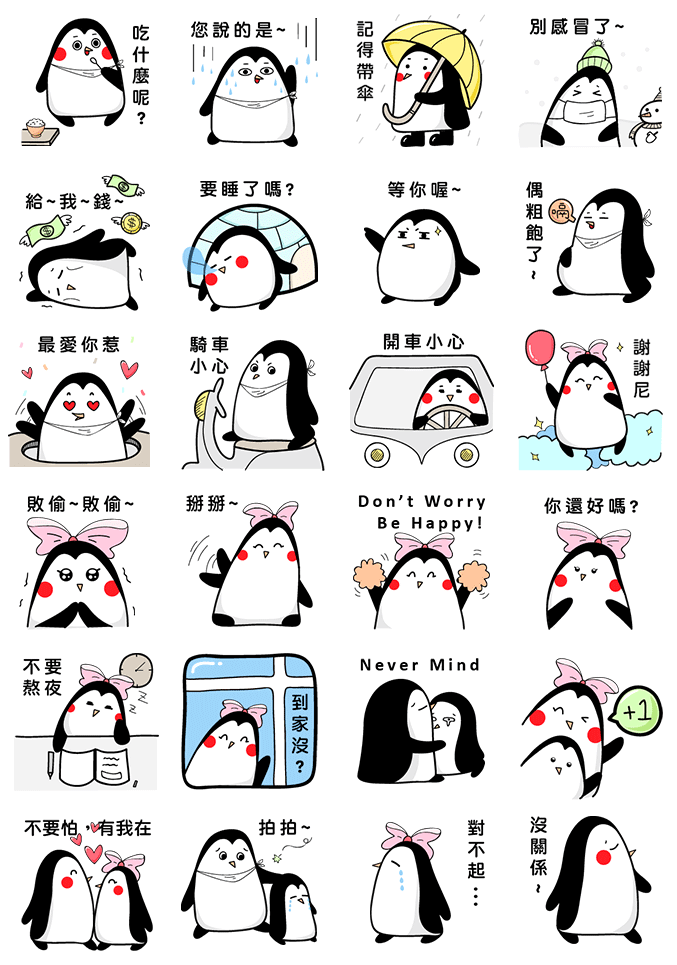 吃什麼呢?
您說的是~
記得帶傘
別感冒了~
給~我~錢~
$
$
$
要睡了嗎?
等你喔~
偶粗飽了~
嗝
最愛你惹
騎車
小心
開車小心
謝謝尼
敗偷~敗偷~
掰掰~
Don't Worry
Be Happy!
你還好嗎?
不要
熬夜
z
z
z
到家沒?
Never Mind
+1
不要怕，有我在
拍拍~
對不起...
沒關係~